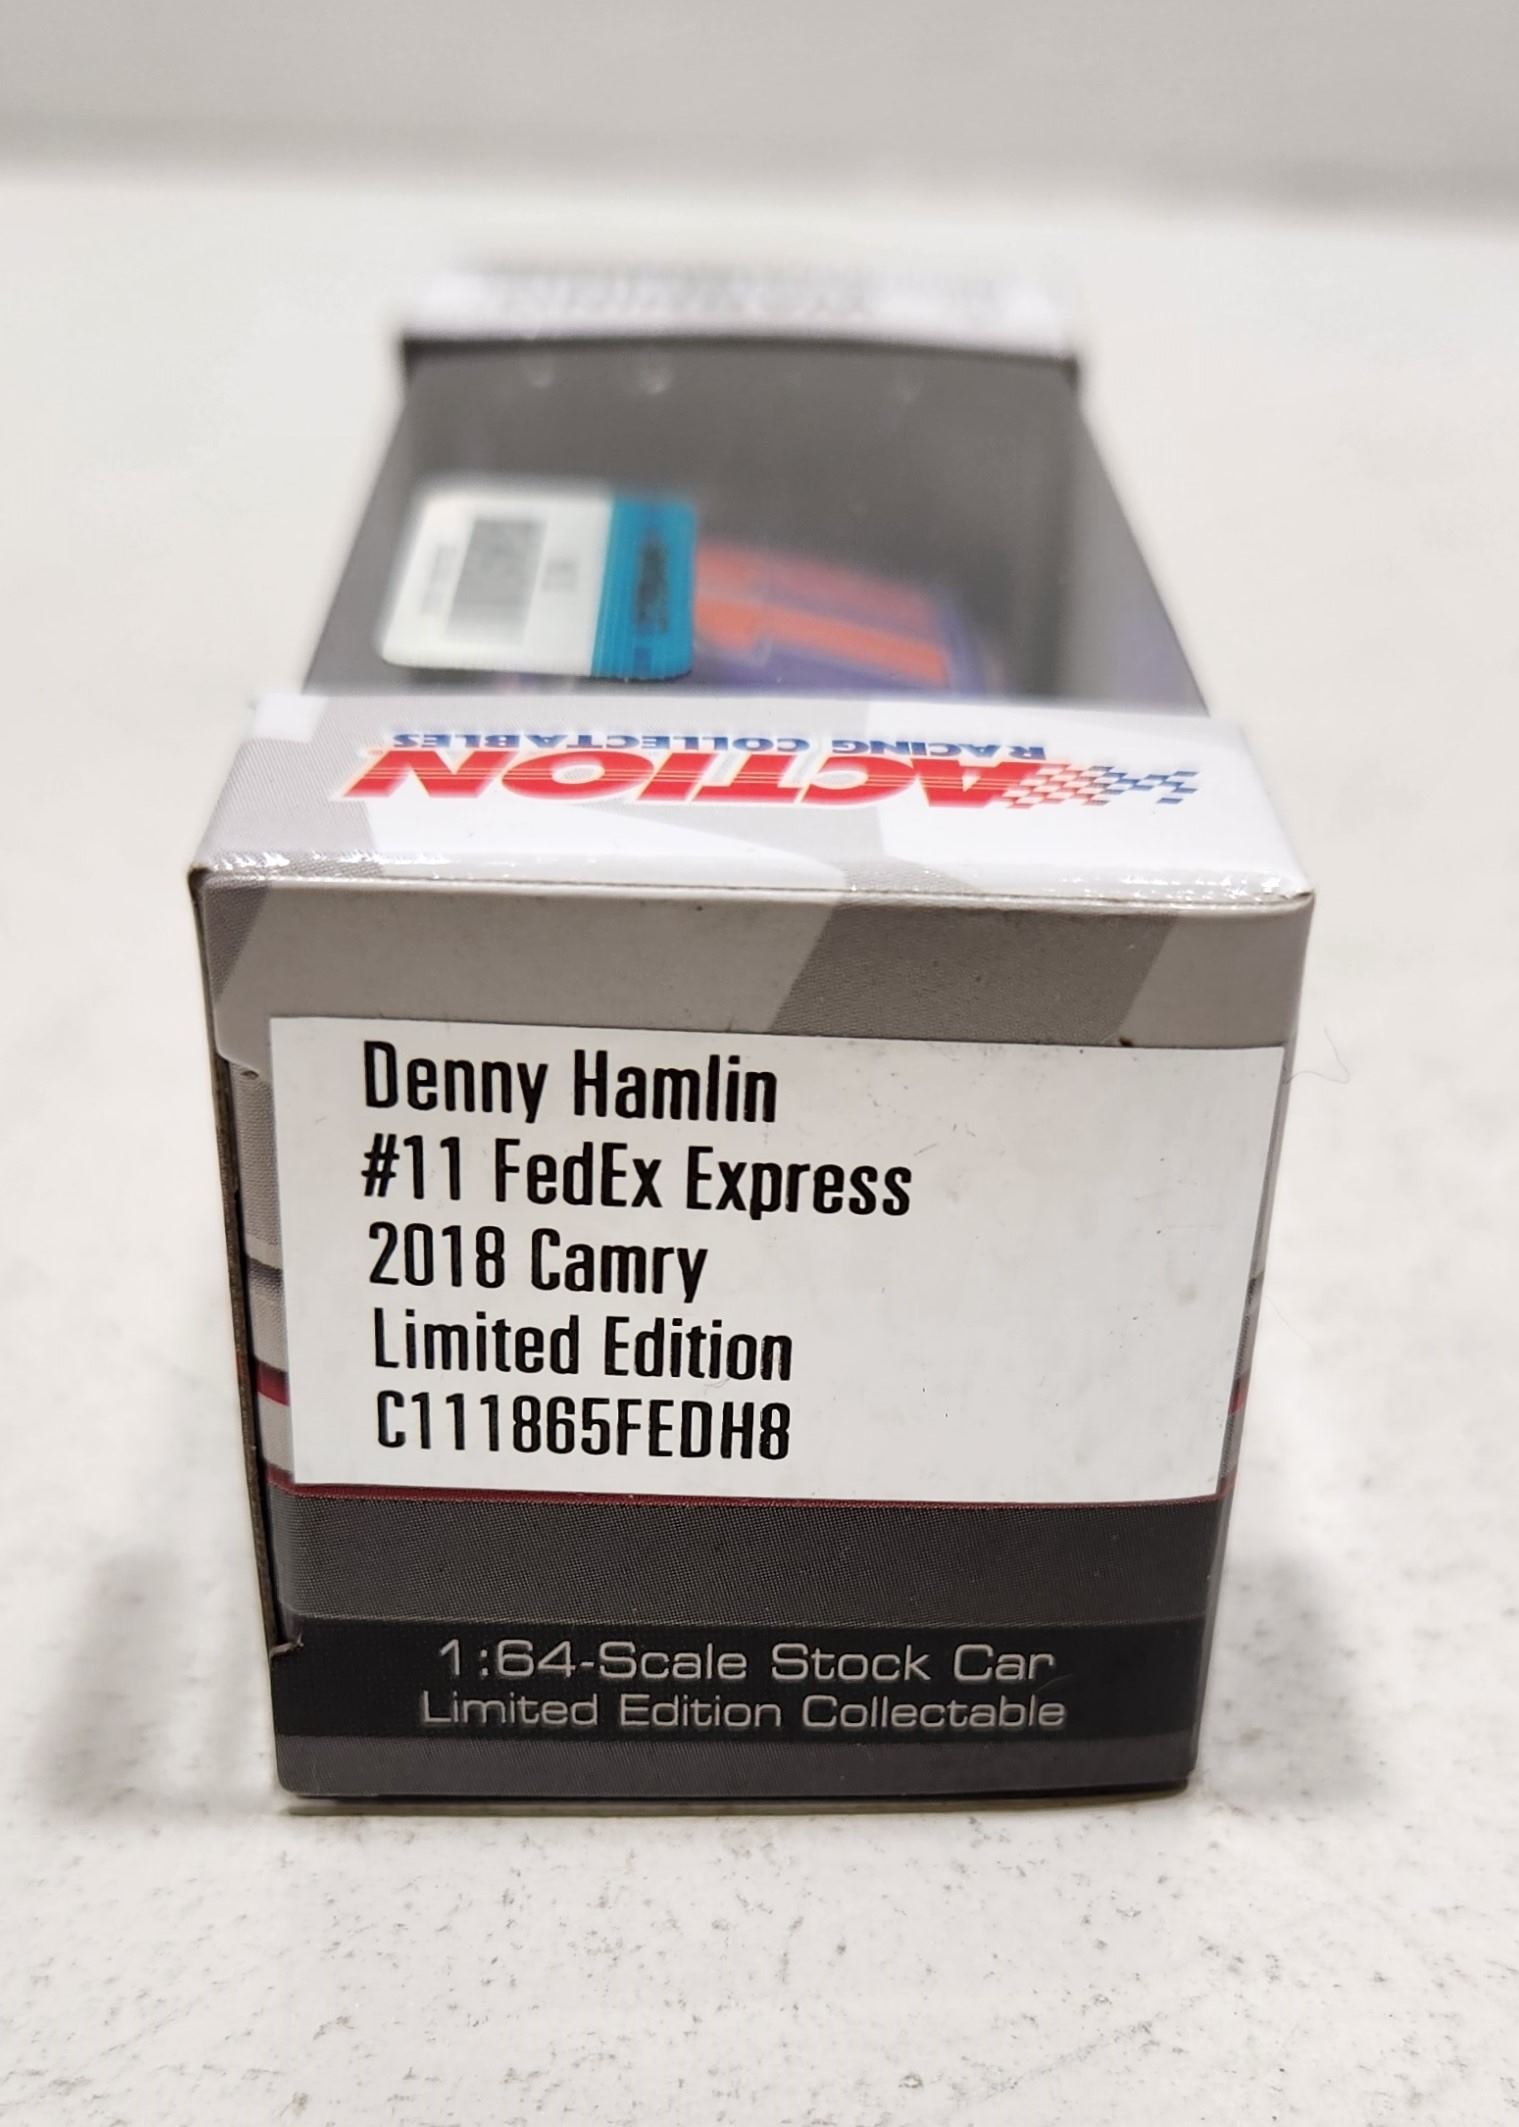 ACTION
RACING COLLECTABLES
Denny Hamlin
#11 FedEx Express
2018 Camry
Limited Edition
C111865FEDH8
1:64-Scale Stock Car
Limited Edition Collectable